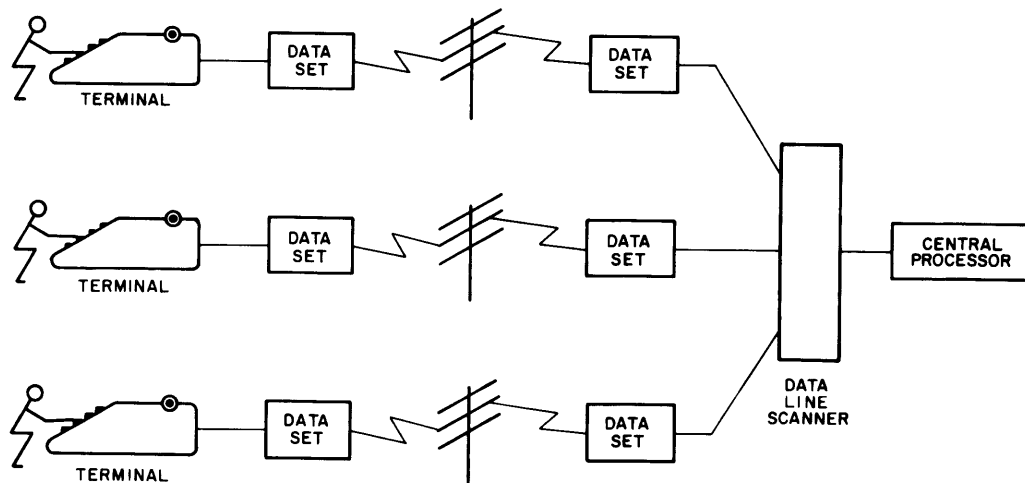 DATA
SET
DATA
SET
TERMINAL
DATA
SET
DATA
SET
TERMINAL
CENTRAL
PROCESSOR
DATA
SET
DATA
SET
TERMINAL
DATA
LINE
SCANNER